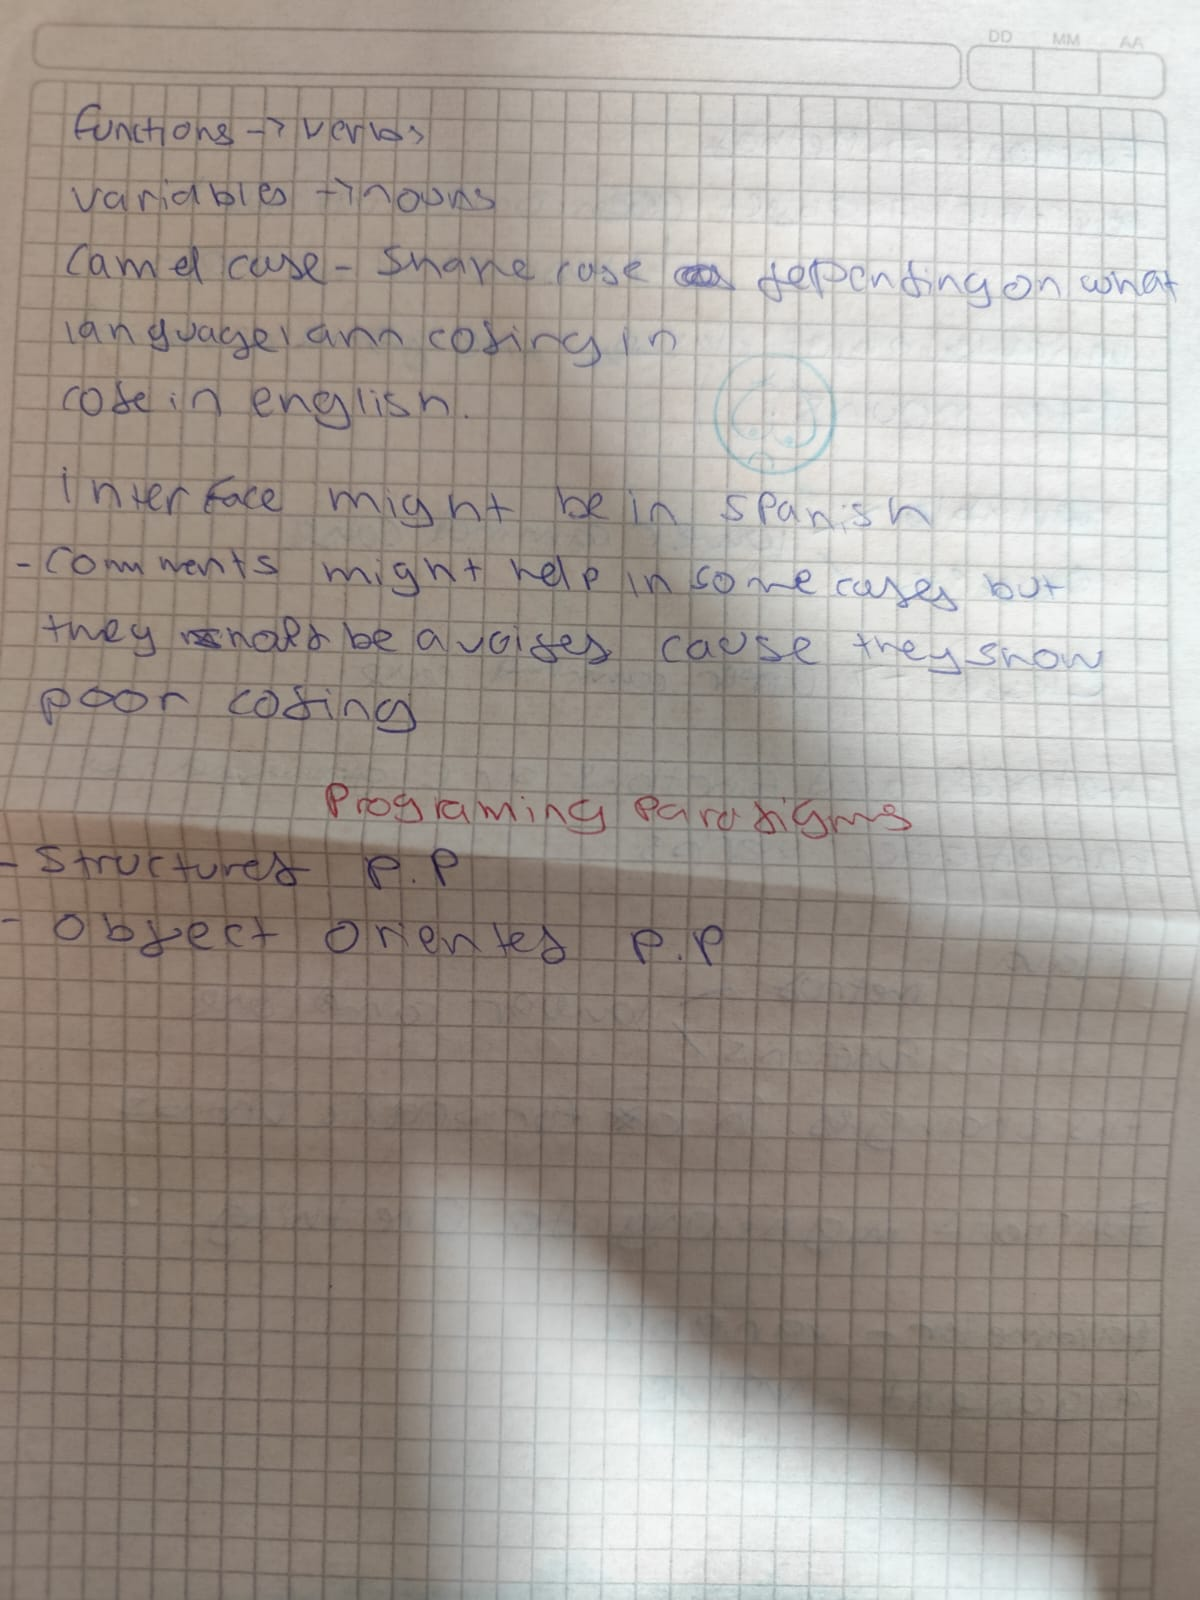 DD MM AA
functions -> verbs
variables -> nouns
camel case - snake case depending on what
language I am coding in
code in english.
interface might be in spanish
- comments might help in some cases but
they be avoided cause they show
poor coding
Programing Paradigms
- Structured P.P
- Object Oriented P.P